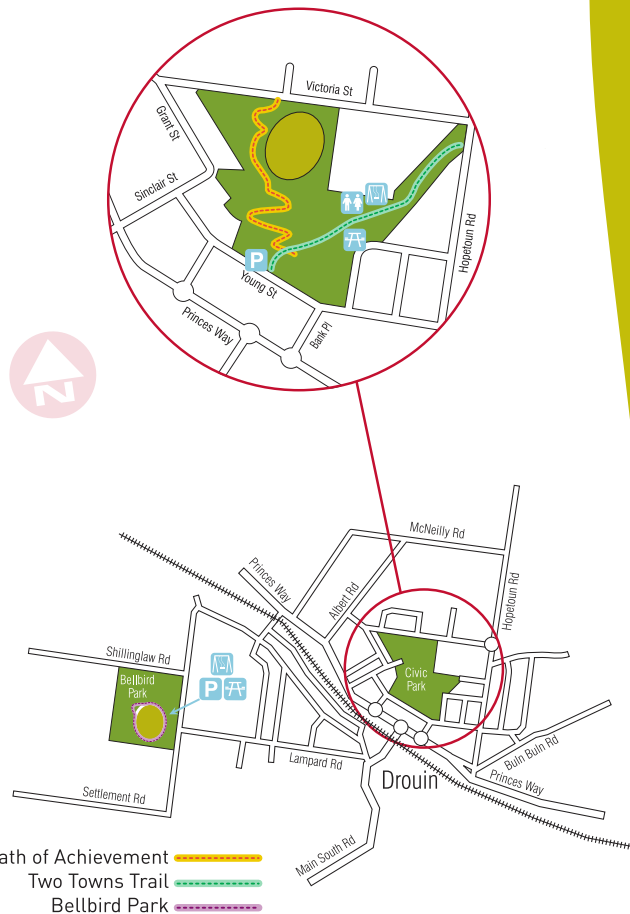 Victoria St
Grant St
Sinclair St
Hopetoun Rd
P
Young St
Princes Way
Bank Pl
N
McNeilly Rd
Princes Way
Albert Rd
Hopetoun Rd
Shillinglaw Rd
Bellbird
Park
P
Civic
Park
Lampard Rd
Drouin
Buln Buln Rd
Princes Way
Settlement Rd
Main South Rd
ath of Achievement
Two Towns Trail
Bellbird Park